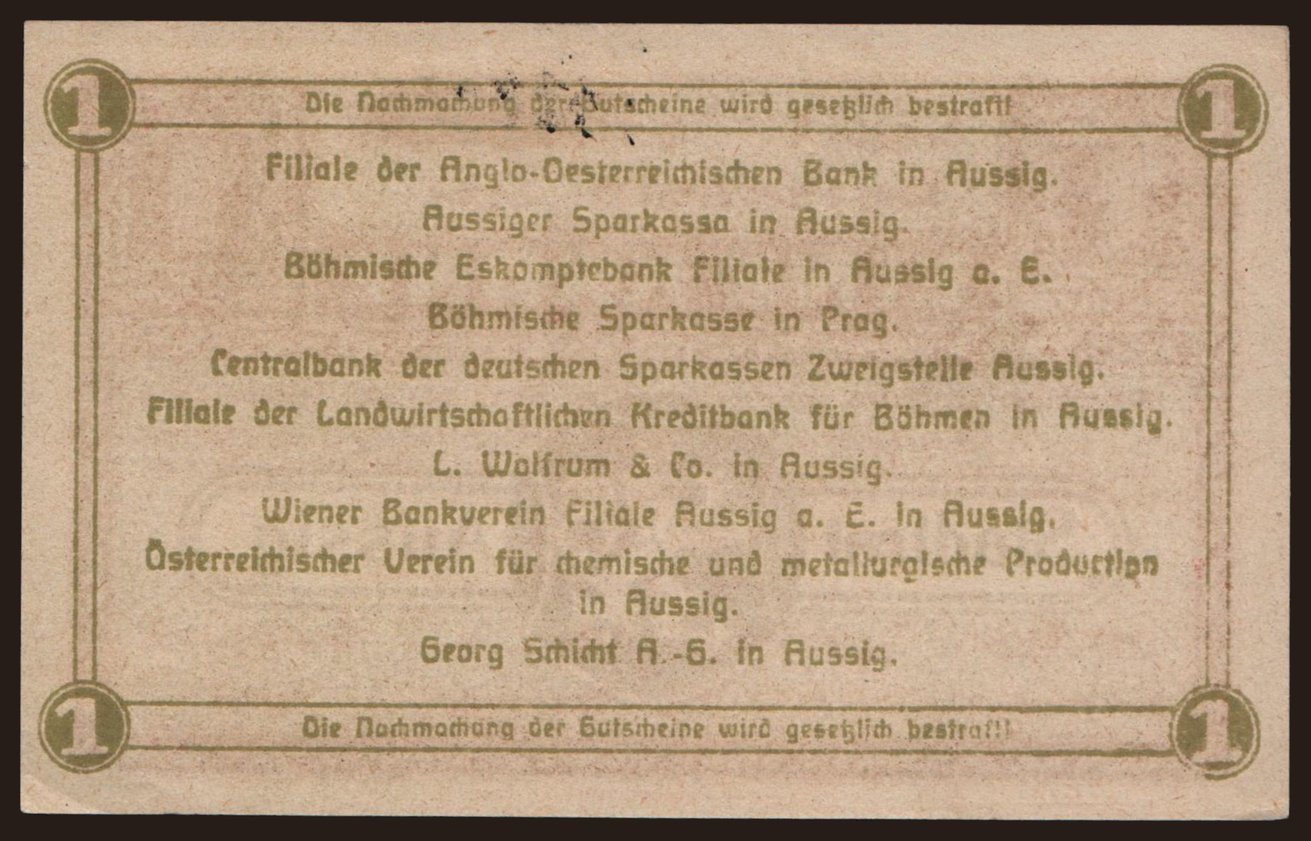 1 Die Nachmachung der Gutscheine wird gesetzlich bestraft! 1
Filiale der Anglo-Oesterreichischen Bank in Aussig.
Aussiger Sparkassa in Aussig.
Böhmische Eskomptebank Filiale in Aussig a. E.
Böhmische Sparkasse in Prag.
Centralbank der deutschen Sparkassen Zweigstelle Aussig.
Filiale der Landwirtschaftlichen Kreditbank für Böhmen in Aussig.
L. Wolfrum & Co. in Aussig.
Wiener Bankverein Filiale Aussig a. E. in Aussig.
Österreichischer Verein für chemische und metallurgische Production
in Aussig.
Georg Schicht A.-G. in Aussig.
1 Die Nachmachung der Gutscheine wird gesetzlich bestraft! 1